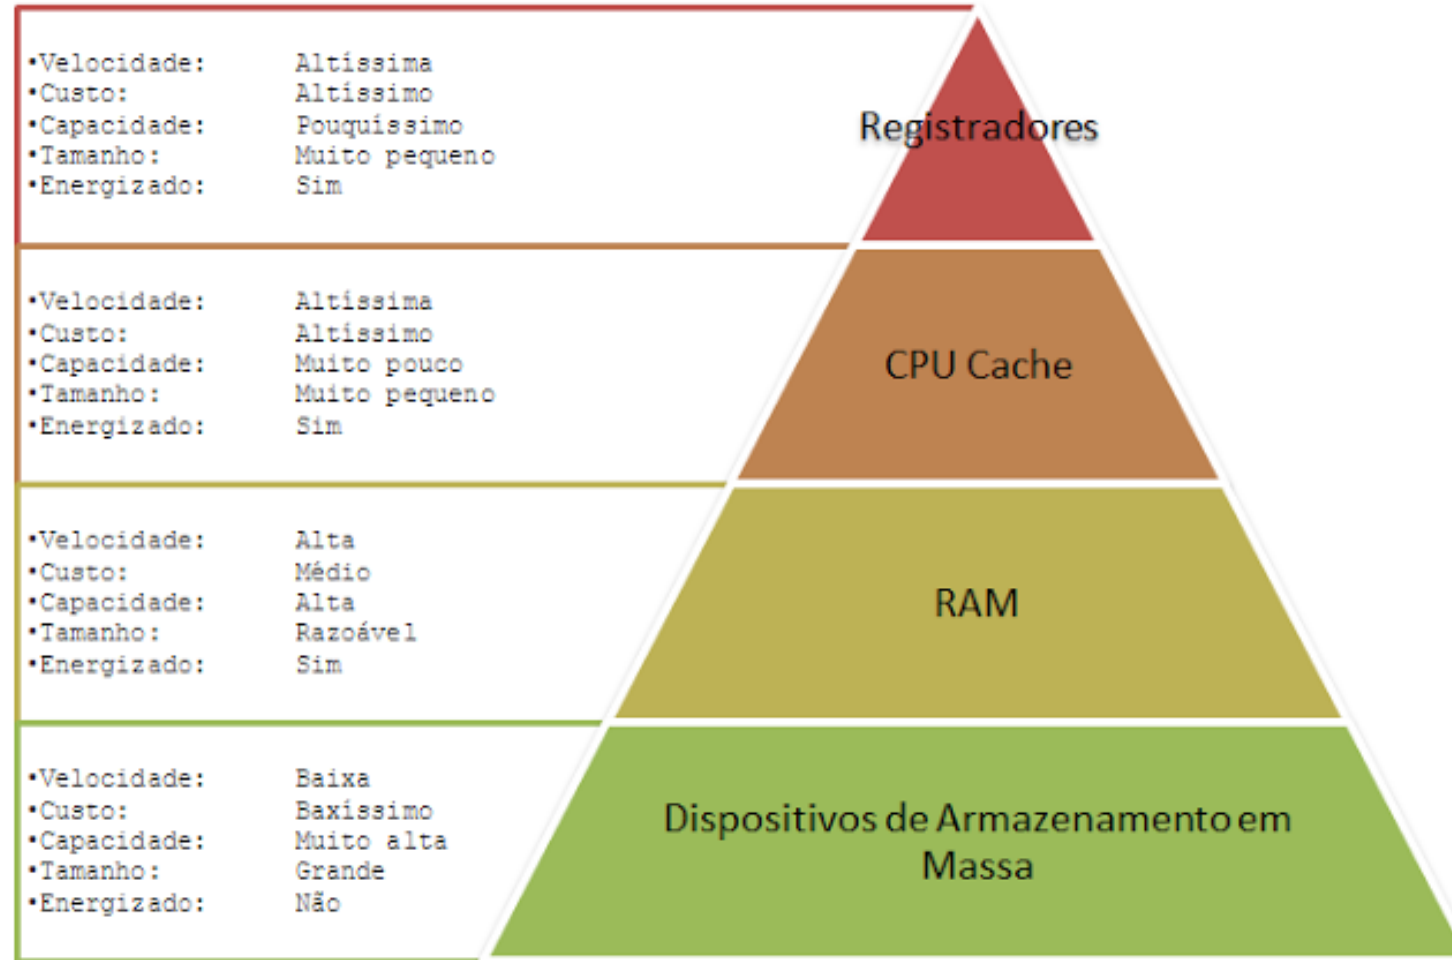 •Velocidade: Altíssima
•Custo: Altíssimo
•Capacidade: Pouquíssimo
•Tamanho: Muito pequeno
•Energizado: Sim
Registradores
•Velocidade: Altíssima
•Custo: Altíssimo
•Capacidade: Muito pouco
•Tamanho: Muito pequeno
•Energizado: Sim
CPU Cache
•Velocidade: Alta
•Custo: Médio
•Capacidade: Alta
•Tamanho: Razoável
•Energizado: Sim
RAM
•Velocidade: Baixa
•Custo: Baxíssimo
•Capacidade: Muito alta
•Tamanho: Grande
•Energizado: Não
Dispositivos de Armazenamento em
Massa